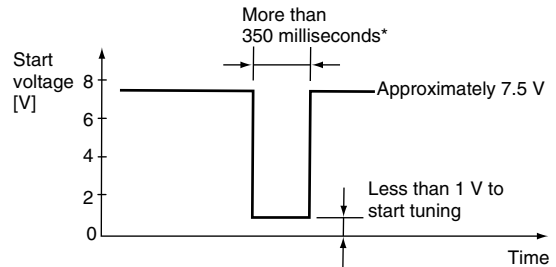 More than
350 milliseconds*
Start
voltage
[V]
8
Approximately 7.5 V
6
4
2
Less than 1 V to
start tuning
0
Time